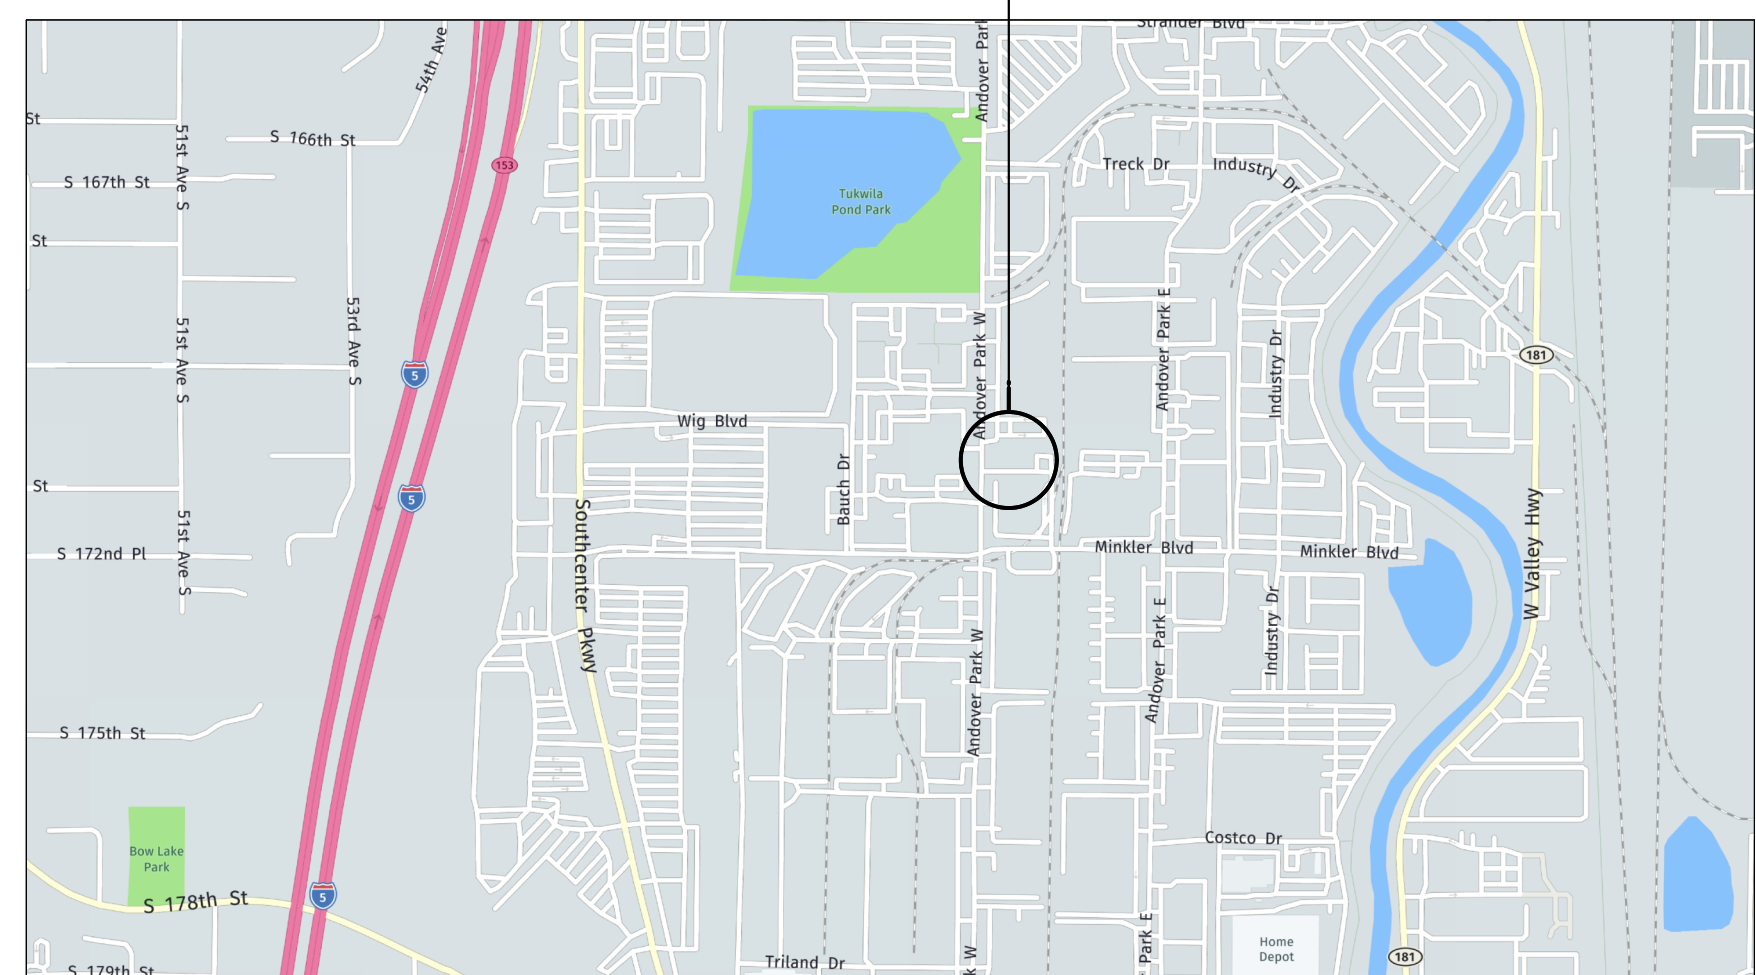 Strander Blvd
54th Ave
Andover Park
St
51st Ave S
S 166th St
153
Treck Dr
Industry Dr
S 167th St
Tukwila
Pond Park
St
51st Ave S
53rd Ave S
Andover Park W
Andover Park E
Industry Dr
181
5
Wig Blvd
Bauch Dr
St
5
Southcenter Pkwy
W Valley Hwy
51st Ave S
S 172nd Pl
Minkler Blvd
Minkler Blvd
Andover Park W
Andover Park E
Industry Dr
S 175th St
Costco Dr
Bow Lake
Park
5
S 178th St
Park E
Home
Depot
181
k W
Triland Dr
S 179th St